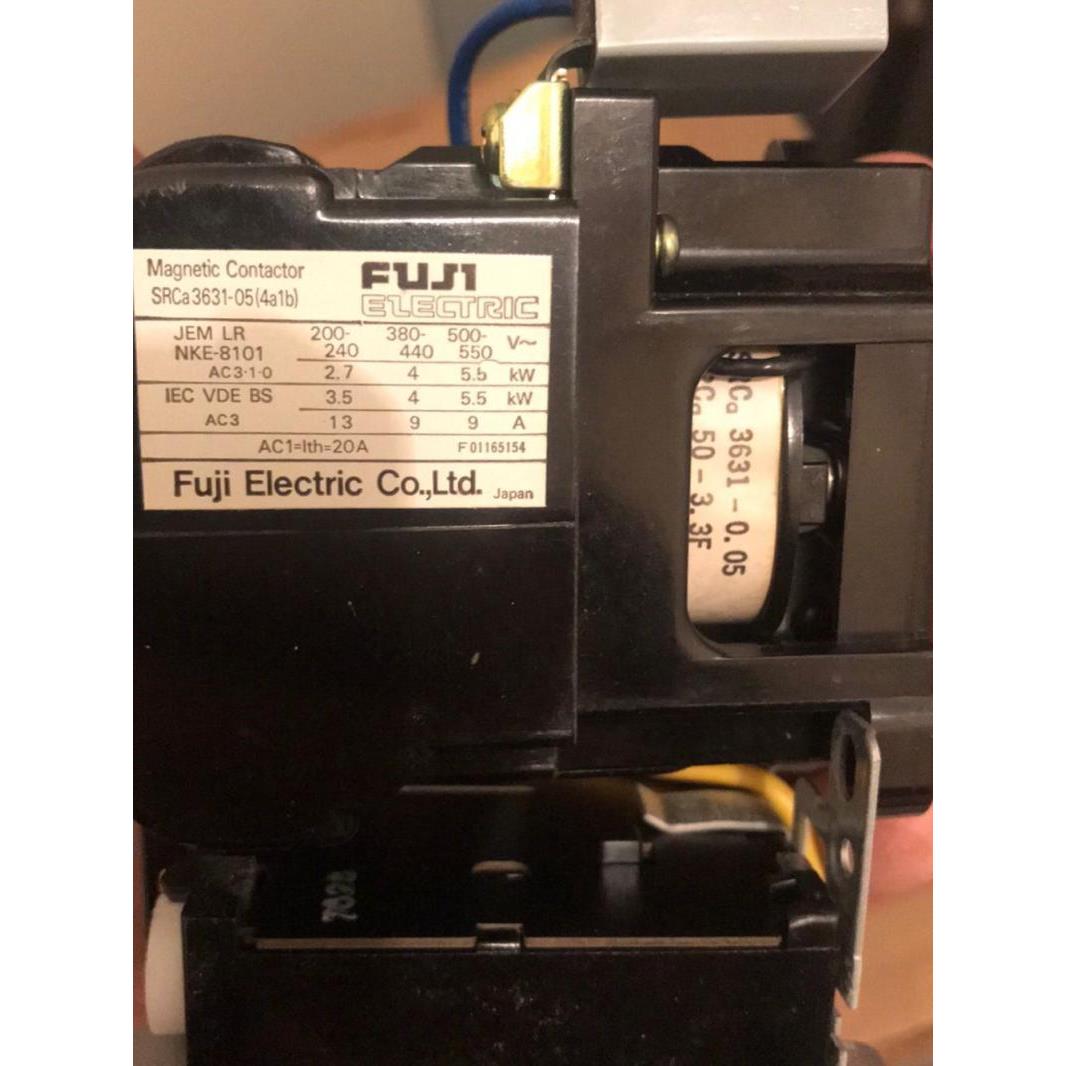 Magnetic Contactor
SRCa3631-05(4a1b)
FUJI
ELECTRIC
JEM LR 200- 380- 500- V~
NKE-8101 240 440 550
AC3·1·0 2.7 4 5.5 kW
IEC VDE BS 3.5 4 5.5 kW
AC3 13 9 9 A
AC1=Ith=20A F01165154
Fuji Electric Co.,Ltd. Japan
SRCa 3631-0.05
Ca 50-3.3F